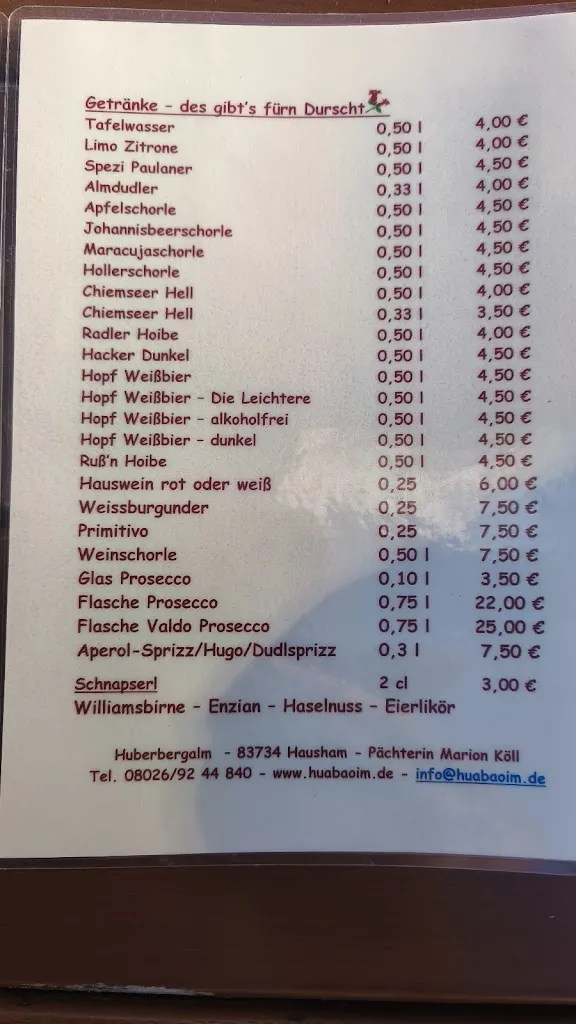 Getränke - des gibt's fürn Durscht
Tafelwasser 0,50 l 4,00 €
Limo Zitrone 0,50 l 4,00 €
Spezi Paulaner 0,50 l 4,50 €
Almdudler 0,33 l 4,00 €
Apfelschorle 0,50 l 4,50 €
Johannisbeerschorle 0,50 l 4,50 €
Maracujaschorle 0,50 l 4,50 €
Hollerschorle 0,50 l 4,50 €
Chiemseer Hell 0,50 l 4,00 €
Chiemseer Hell 0,33 l 3,50 €
Radler Hoibe 0,50 l 4,00 €
Hacker Dunkel 0,50 l 4,50 €
Hopf Weißbier 0,50 l 4,50 €
Hopf Weißbier - Die Leichtere 0,50 l 4,50 €
Hopf Weißbier - alkoholfrei 0,50 l 4,50 €
Hopf Weißbier - dunkel 0,50 l 4,50 €
Ruß'n Hoibe 0,50 l 4,50 €
Hauswein rot oder weiß 0,25 6,00 €
Weissburgunder 0,25 7,50 €
Primitivo 0,25 7,50 €
Weinschorle 0,50 l 7,50 €
Glas Prosecco 0,10 l 3,50 €
Flasche Prosecco 0,75 l 22,00 €
Flasche Valdo Prosecco 0,75 l 25,00 €
Aperol-Sprizz/Hugo/Dudlsprizz 0,3 l 7,50 €
Schnapserl 2 cl 3,00 €
Williamsbirne - Enzian - Haselnuss - Eierlikör
Huberbergalm - 83734 Hausham - Pächterin Marion Köll
Tel. 08026/92 44 840 - www.huabaoim.de - info@huabaoim.de